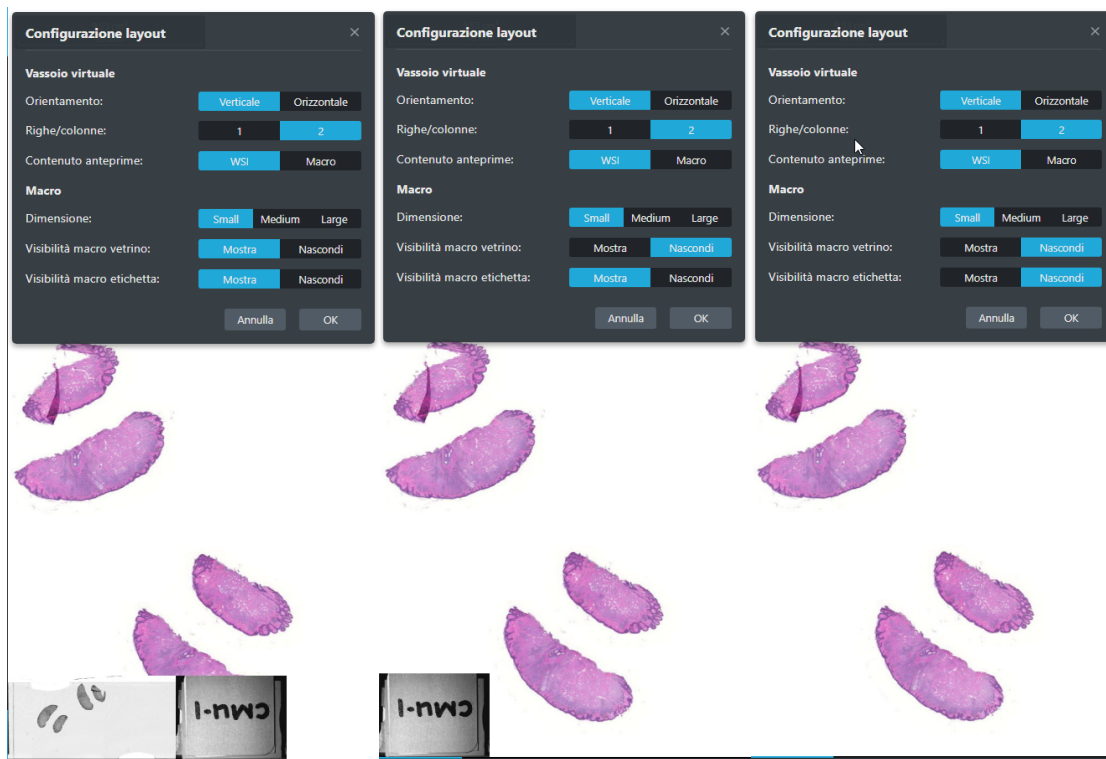 Configurazione layout
Vassoio virtuale
Orientamento: Verticale Orizzontale
Righe/colonne: 1 2
Contenuto anteprime: WSI Macro
Macro
Dimensione: Small Medium Large
Visibilità macro vetrino: Mostra Nascondi
Visibilità macro etichetta: Mostra Nascondi
Annulla OK
CMU-1
Configurazione layout
Vassoio virtuale
Orientamento: Verticale Orizzontale
Righe/colonne: 1 2
Contenuto anteprime: WSI Macro
Macro
Dimensione: Small Medium Large
Visibilità macro vetrino: Mostra Nascondi
Visibilità macro etichetta: Mostra Nascondi
Annulla OK
CMU-1
Configurazione layout
Vassoio virtuale
Orientamento: Verticale Orizzontale
Righe/colonne: 1 2
Contenuto anteprime: WSI Macro
Macro
Dimensione: Small Medium Large
Visibilità macro vetrino: Mostra Nascondi
Visibilità macro etichetta: Mostra Nascondi
Annulla OK